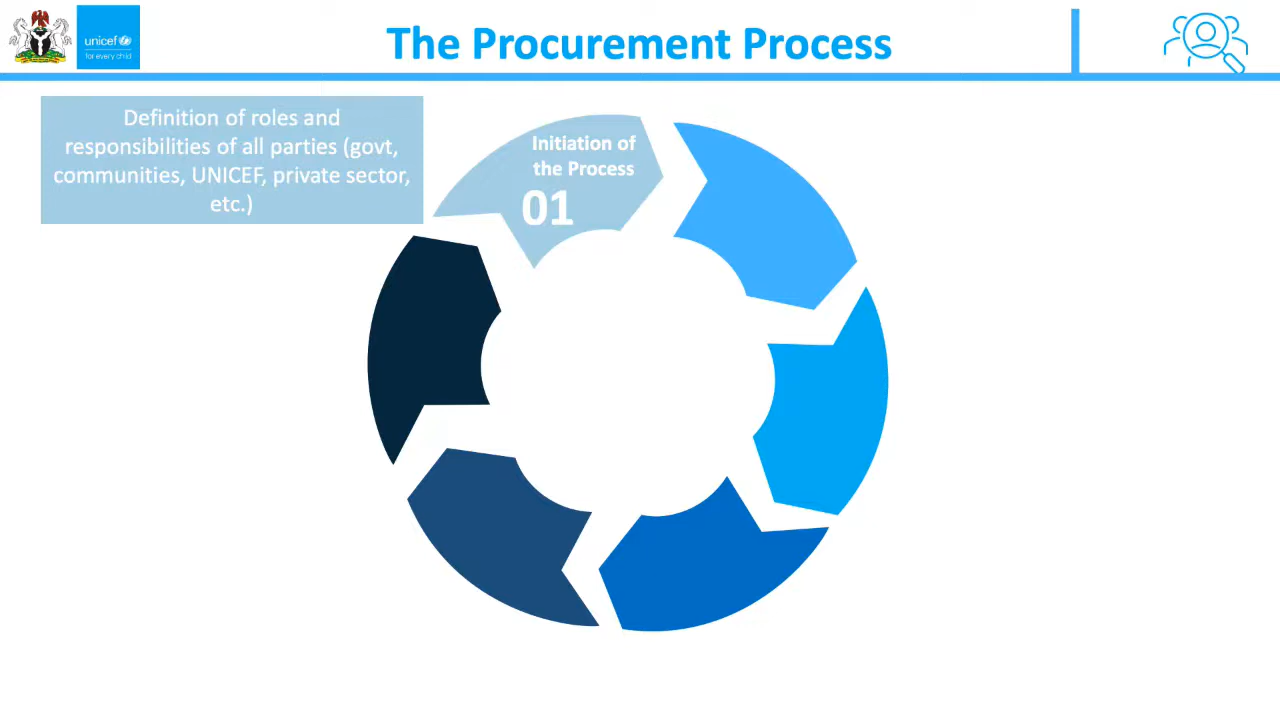 unicef
for every child
The Procurement Process
Definition of roles and
responsibilities of all parties (govt,
communities, UNICEF, private sector,
etc.)
Initiation of
the Process
01